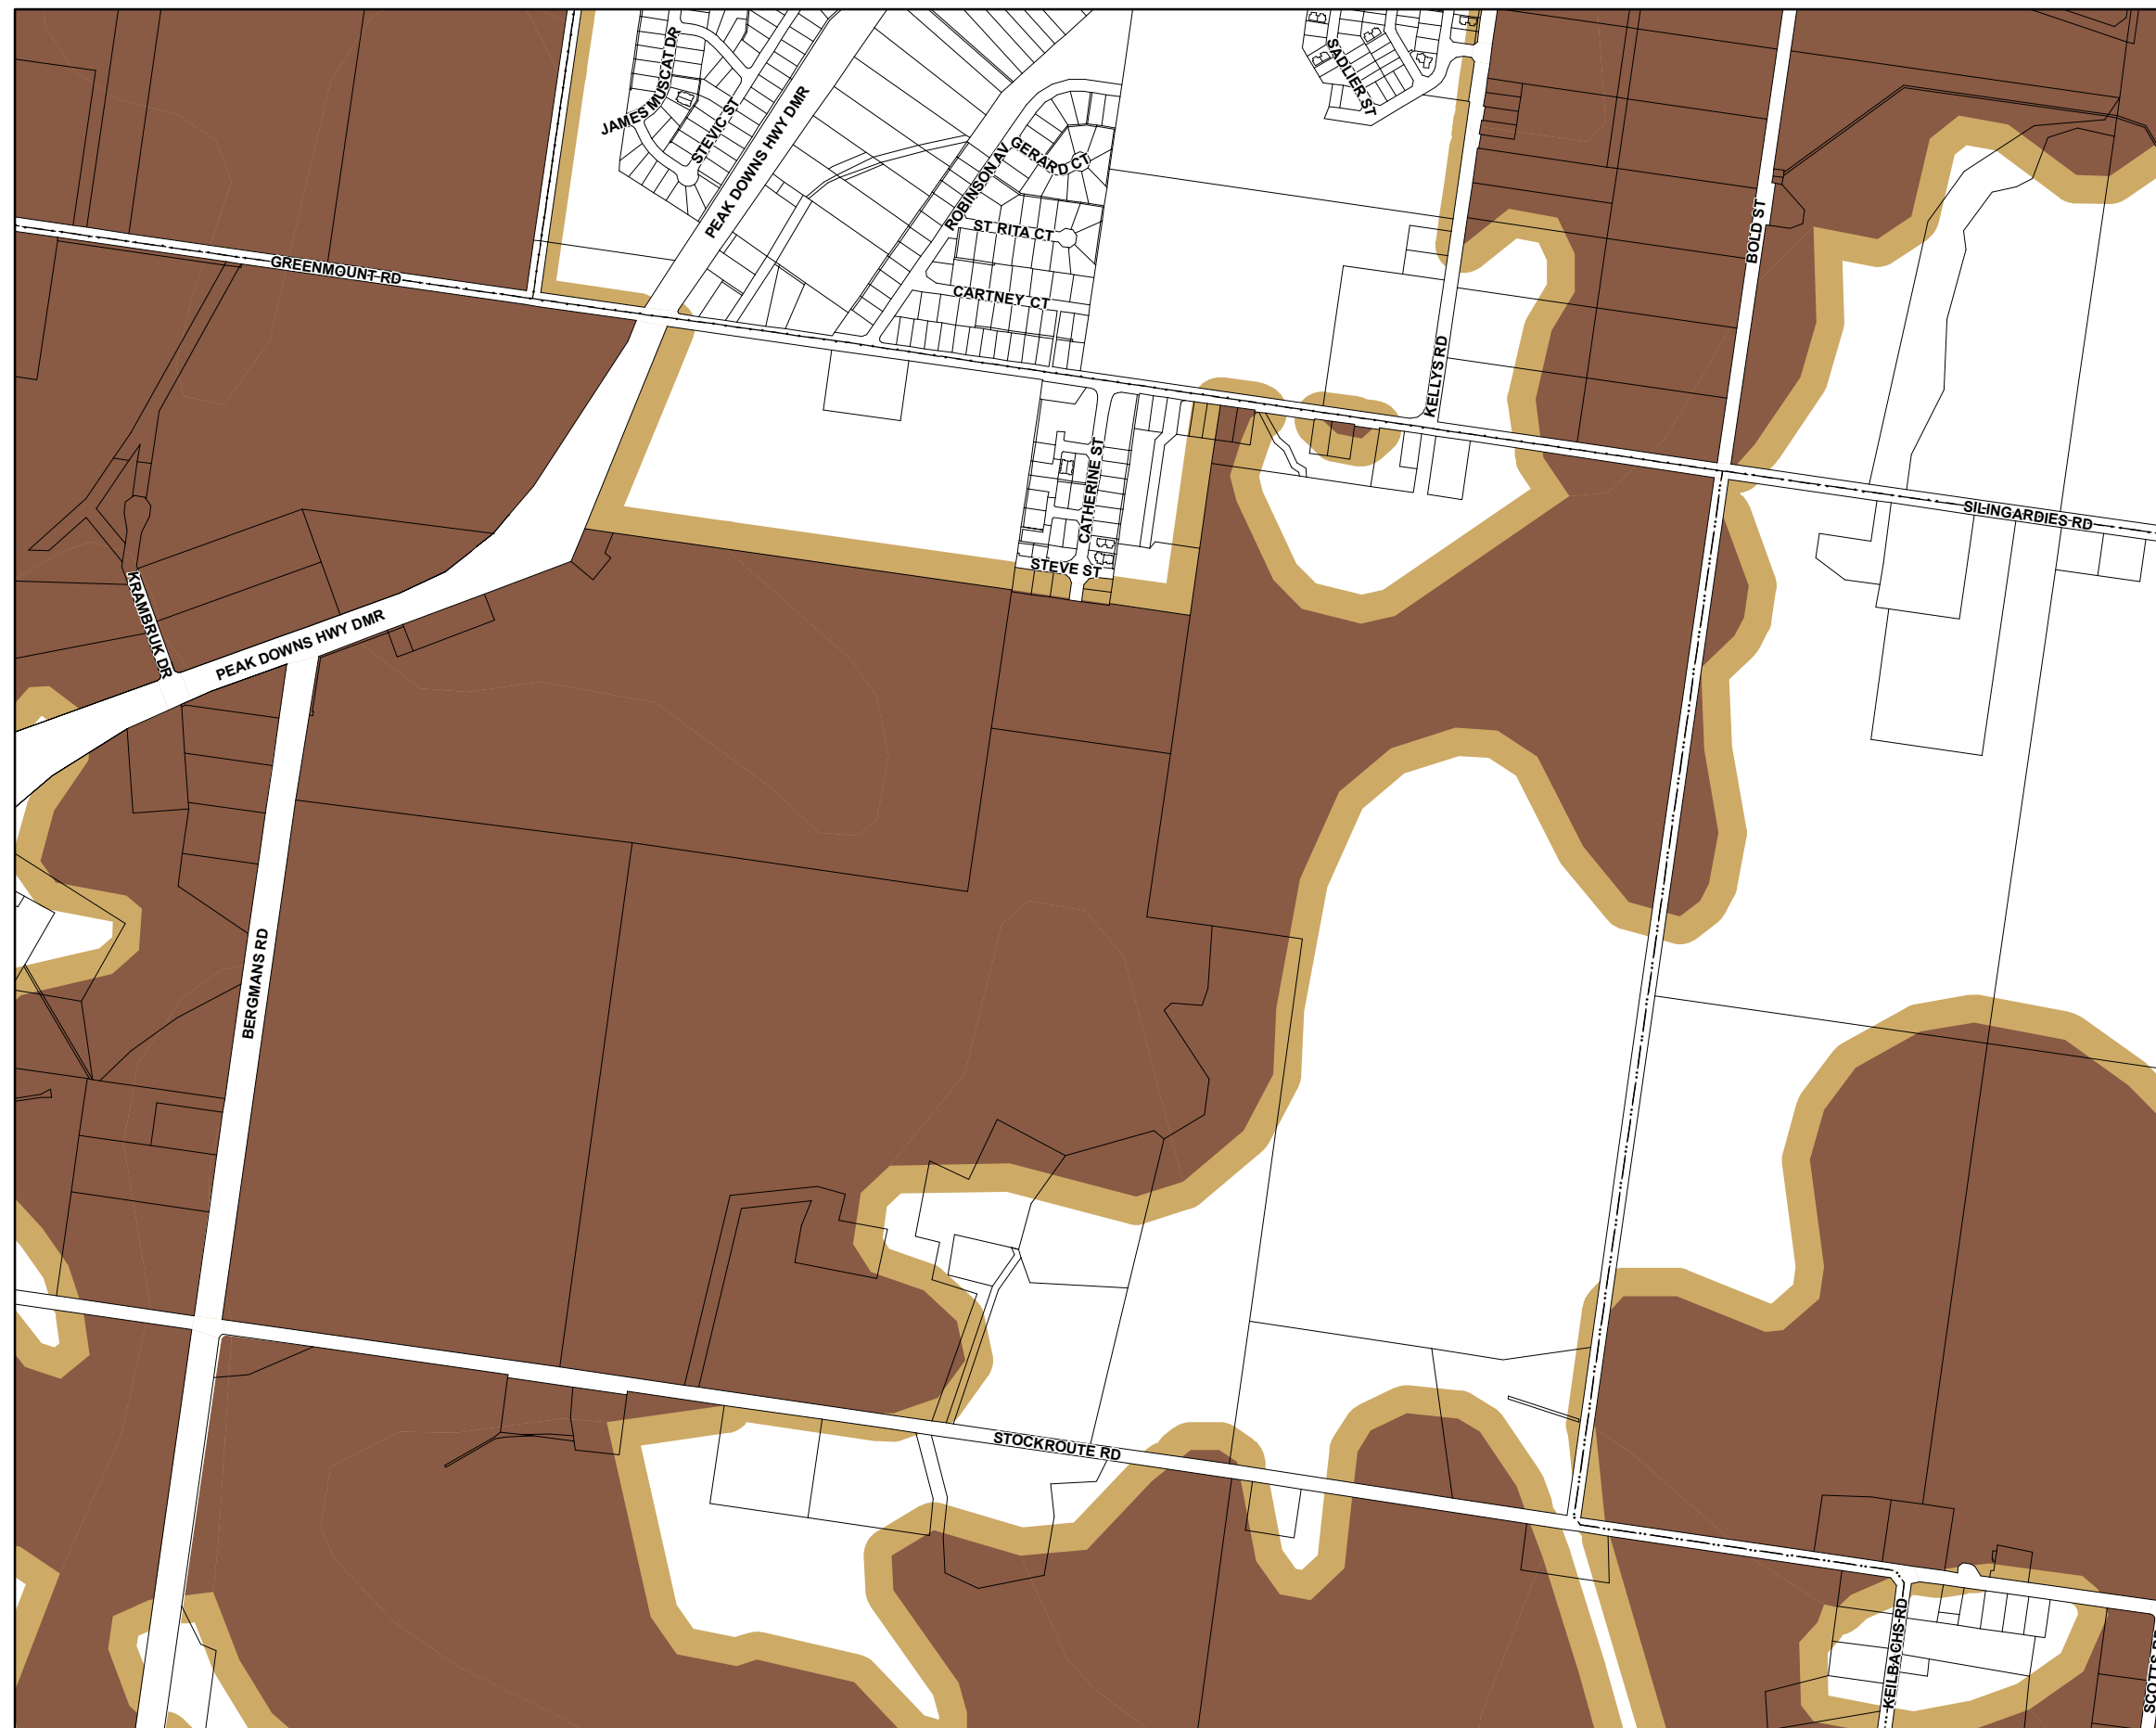 JAMES MUSCAT DR
STEVIC ST
PEAK DOWNS HWY DMR
SADLIER ST
ROBINSON AV
GERARD CT
ST RITA CT
CARTNEY CT
GREENMOUNT RD
BOLD ST
KELLYS RD
CATHERINE ST
STEVE ST
SILINGARDIES RD
KRAMBRUK DR
PEAK DOWNS HWY DMR
BERGMANS RD
STOCKROUTE RD
KEILBACHS RD
SCOTTS RD